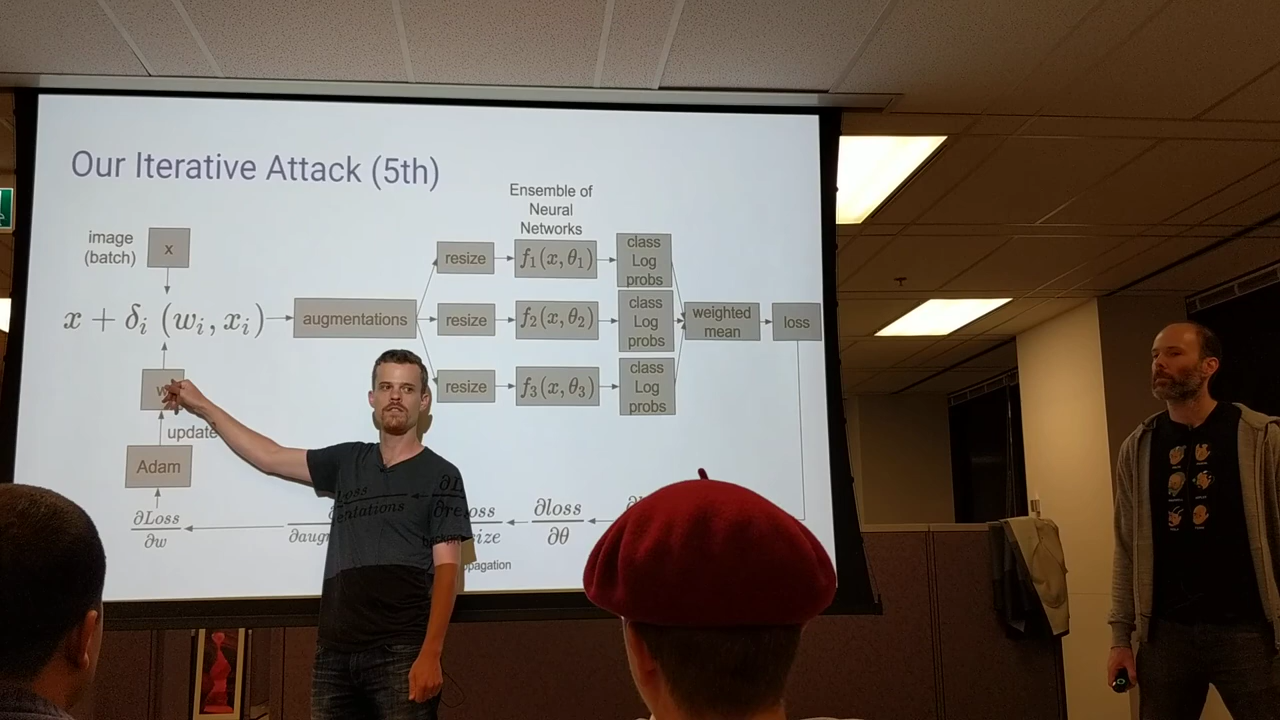 Our Iterative Attack (5th)
Ensemble of
Neural
Networks
image
(batch)
x
resize
f₁(x, θ₁)
class
Log
probs
x + δᵢ (wᵢ, xᵢ)
augmentations
resize
f₂(x, θ₂)
class
Log
probs
weighted
mean
loss
resize
f₃(x, θ₃)
class
Log
probs
w
update
Adam
∂Loss
∂w
∂loss
∂θ